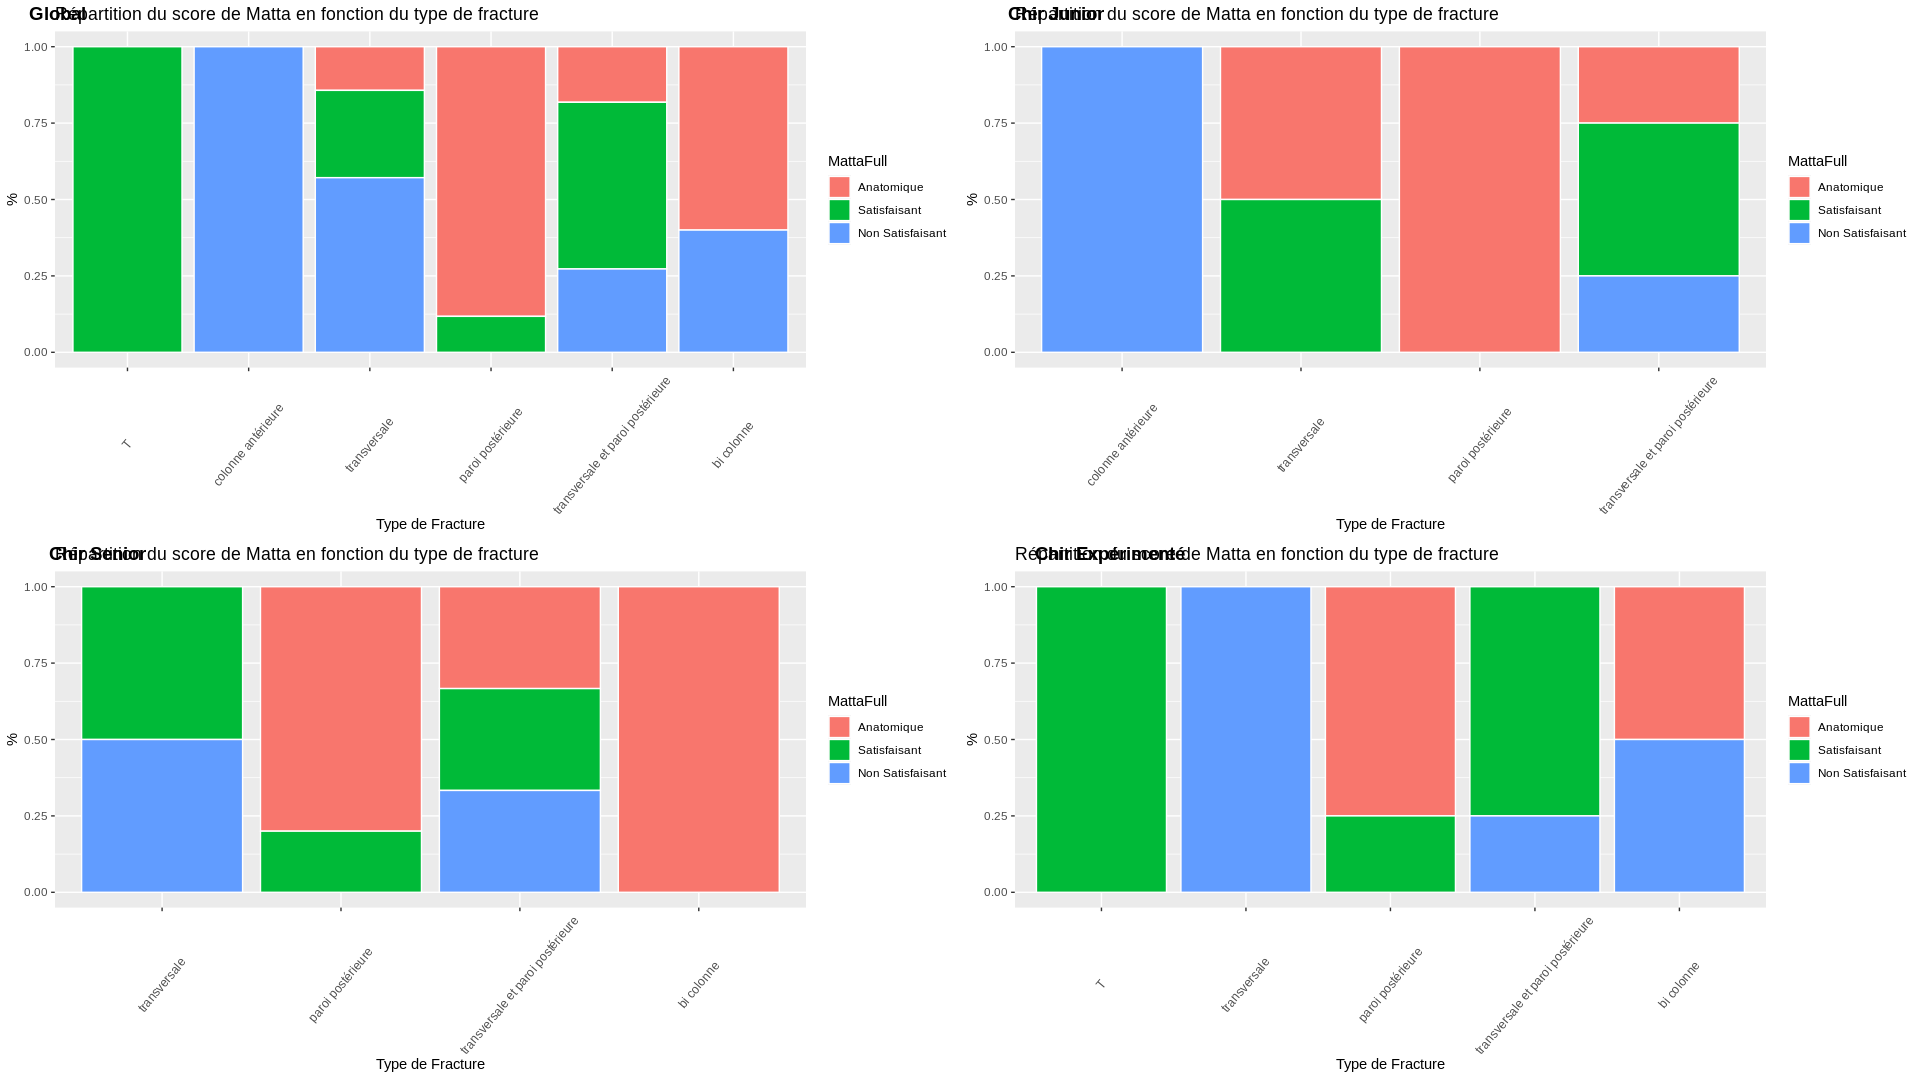 Global
Répartition du score de Matta en fonction du type de fracture
1.00
0.75
0.50
0.25
0.00
%
T
colonne antérieure
transversale
paroi postérieure
transversale et paroi postérieure
bi colonne
Type de Fracture
MattaFull
Anatomique
Satisfaisant
Non Satisfaisant
Chir Junior
Répartition du score de Matta en fonction du type de fracture
1.00
0.75
0.50
0.25
0.00
%
colonne antérieure
transversale
paroi postérieure
transversale et paroi postérieure
Type de Fracture
MattaFull
Anatomique
Satisfaisant
Non Satisfaisant
Chir Senior
Répartition du score de Matta en fonction du type de fracture
1.00
0.75
0.50
0.25
0.00
%
transversale
paroi postérieure
transversale et paroi postérieure
bi colonne
Type de Fracture
MattaFull
Anatomique
Satisfaisant
Non Satisfaisant
Chir Experimenté
Répartition du score de Matta en fonction du type de fracture
1.00
0.75
0.50
0.25
0.00
%
T
transversale
paroi postérieure
transversale et paroi postérieure
bi colonne
Type de Fracture
MattaFull
Anatomique
Satisfaisant
Non Satisfaisant